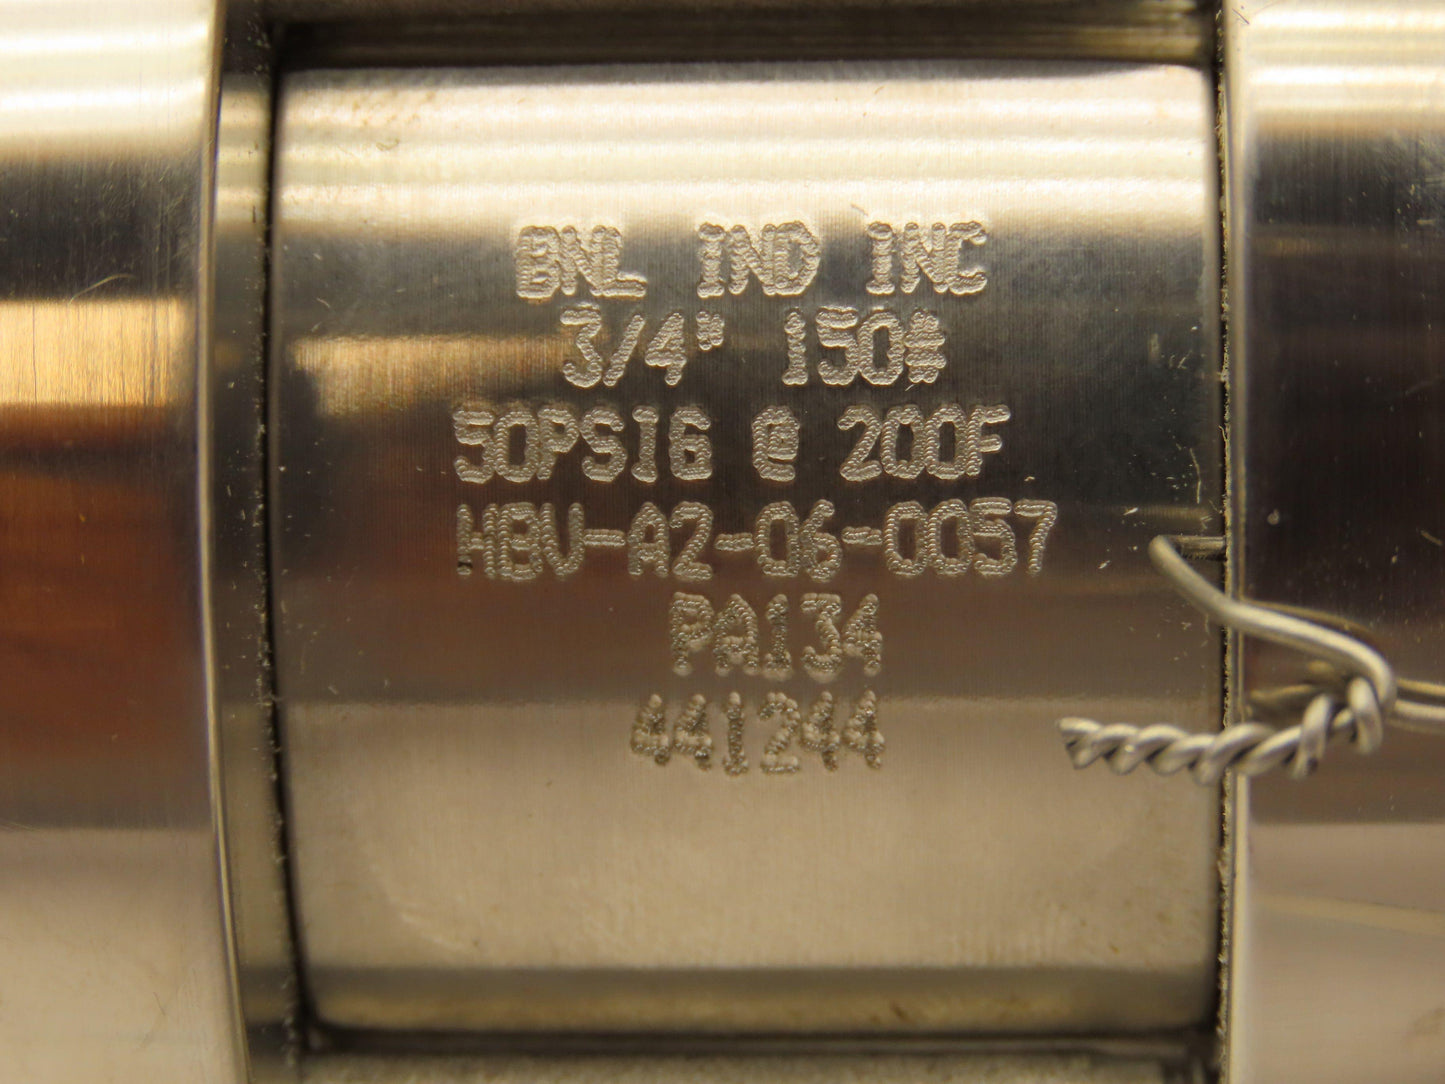 BNL IND INC
3/4" 150#
50PSIG @ 200F
HBV-A2-06-0057
PA134
441244